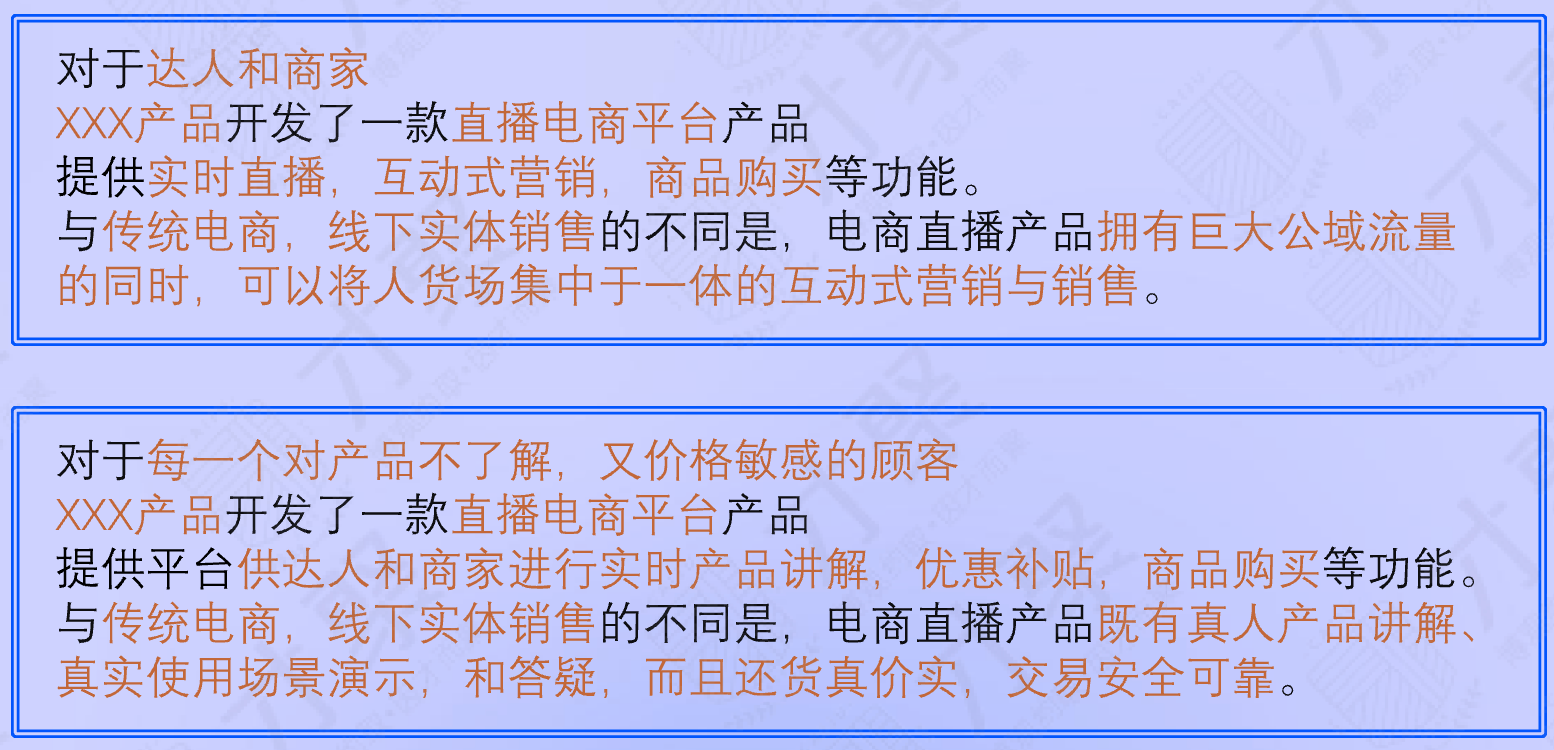 对于达人和商家
XXX产品开发了一款直播电商平台产品
提供实时直播，互动式营销，商品购买等功能。
与传统电商，线下实体销售的不同是，电商直播产品拥有巨大公域流量
的同时，可以将人货场集中于一体的互动式营销与销售。
对于每一个对产品不了解，又价格敏感的顾客
XXX产品开发了一款直播电商平台产品
提供平台供达人和商家进行实时产品讲解，优惠补贴，商品购买等功能。
与传统电商，线下实体销售的不同是，电商直播产品既有真人产品讲解、
真实使用场景演示，和答疑，而且还货真价实，交易安全可靠。